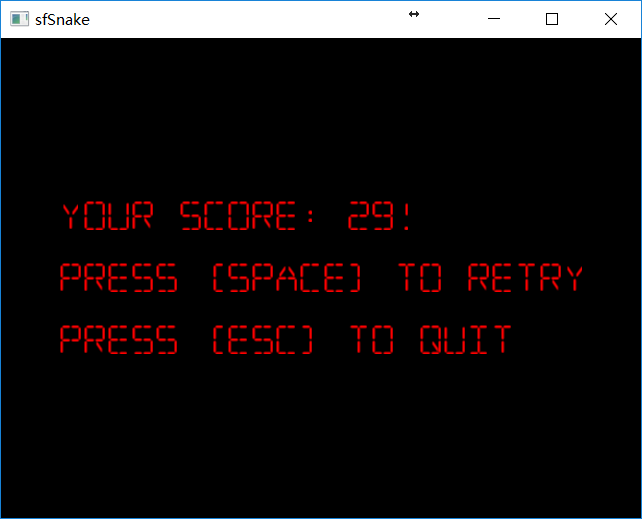 sfSnake
YOUR SCORE: 29!
PRESS [SPACE] TO RETRY
PRESS [ESC] TO QUIT